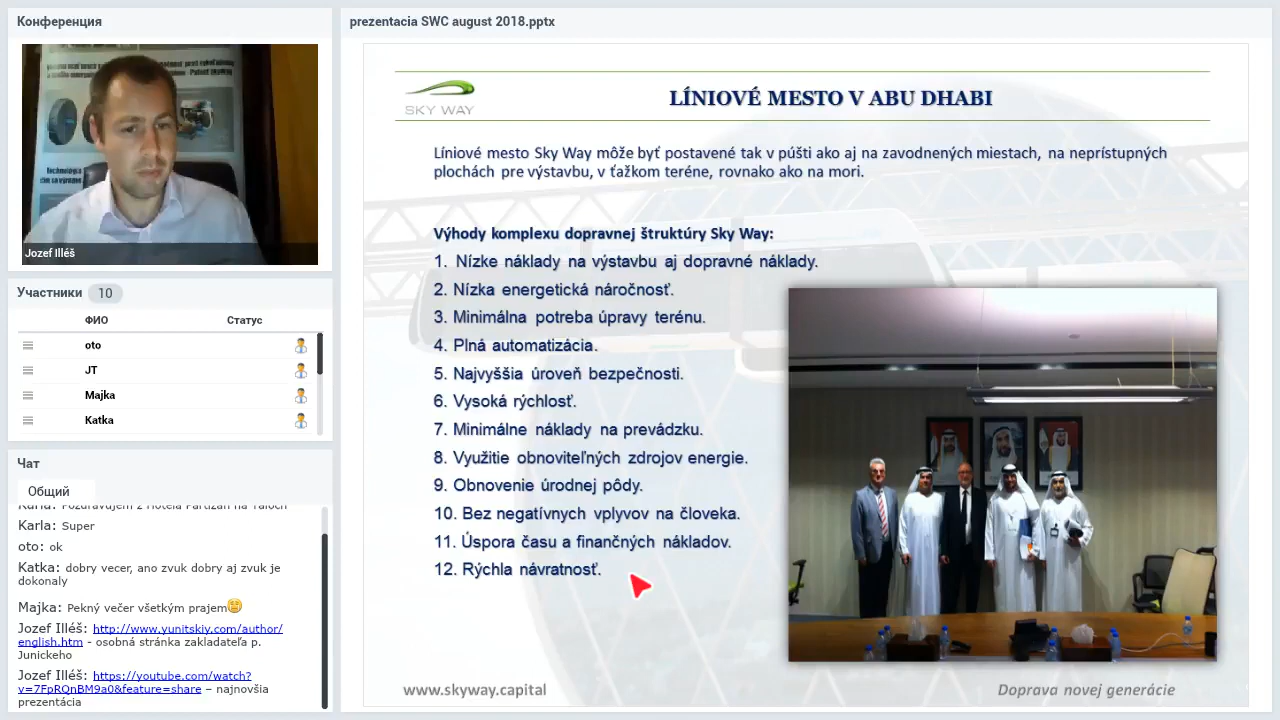 Конференция
Jozef Illéš
Участники 10
ФИО Статус
oto
JT
Majka
Katka
Чат
Общий
Karla: Super
oto: ok
Katka: dobry vecer, ano zvuk dobry aj zvuk je
dokonaly
Majka: Pekný večer všetkým prajem
Jozef Illéš: http://www.yunitskiy.com/author/
english.htm - osobná stránka zakladateľa p.
Junickeho
Jozef Illéš: https://youtube.com/watch?
v=7FpRQnBM9a0&feature=share – najnovšia
prezentácia
prezentacia SWC august 2018.pptx
SKY WAY
LÍNIOVÉ MESTO V ABU DHABI
Líniové mesto Sky Way môže byť postavené tak v púšti ako aj na zavodnených miestach, na neprístupných
plochách pre výstavbu, v ťažkom teréne, rovnako ako na mori.
Výhody komplexu dopravnej štruktúry Sky Way:
1. Nízke náklady na výstavbu aj dopravné náklady.
2. Nízka energetická náročnosť.
3. Minimálna potreba úpravy terénu.
4. Plná automatizácia.
5. Najvyššia úroveň bezpečnosti.
6. Vysoká rýchlosť.
7. Minimálne náklady na prevádzku.
8. Využitie obnoviteľných zdrojov energie.
9. Obnovenie úrodnej pôdy.
10. Bez negatívnych vplyvov na človeka.
11. Úspora času a finančných nákladov.
12. Rýchla návratnosť.
www.skyway.capital
Doprava novej generácie